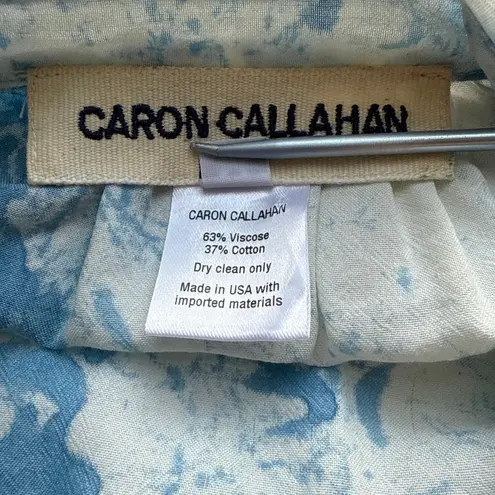 CARON CALLAHAN
CARON CALLAHAN
63% Viscose
37% Cotton
Dry clean only
Made in USA with
imported materials